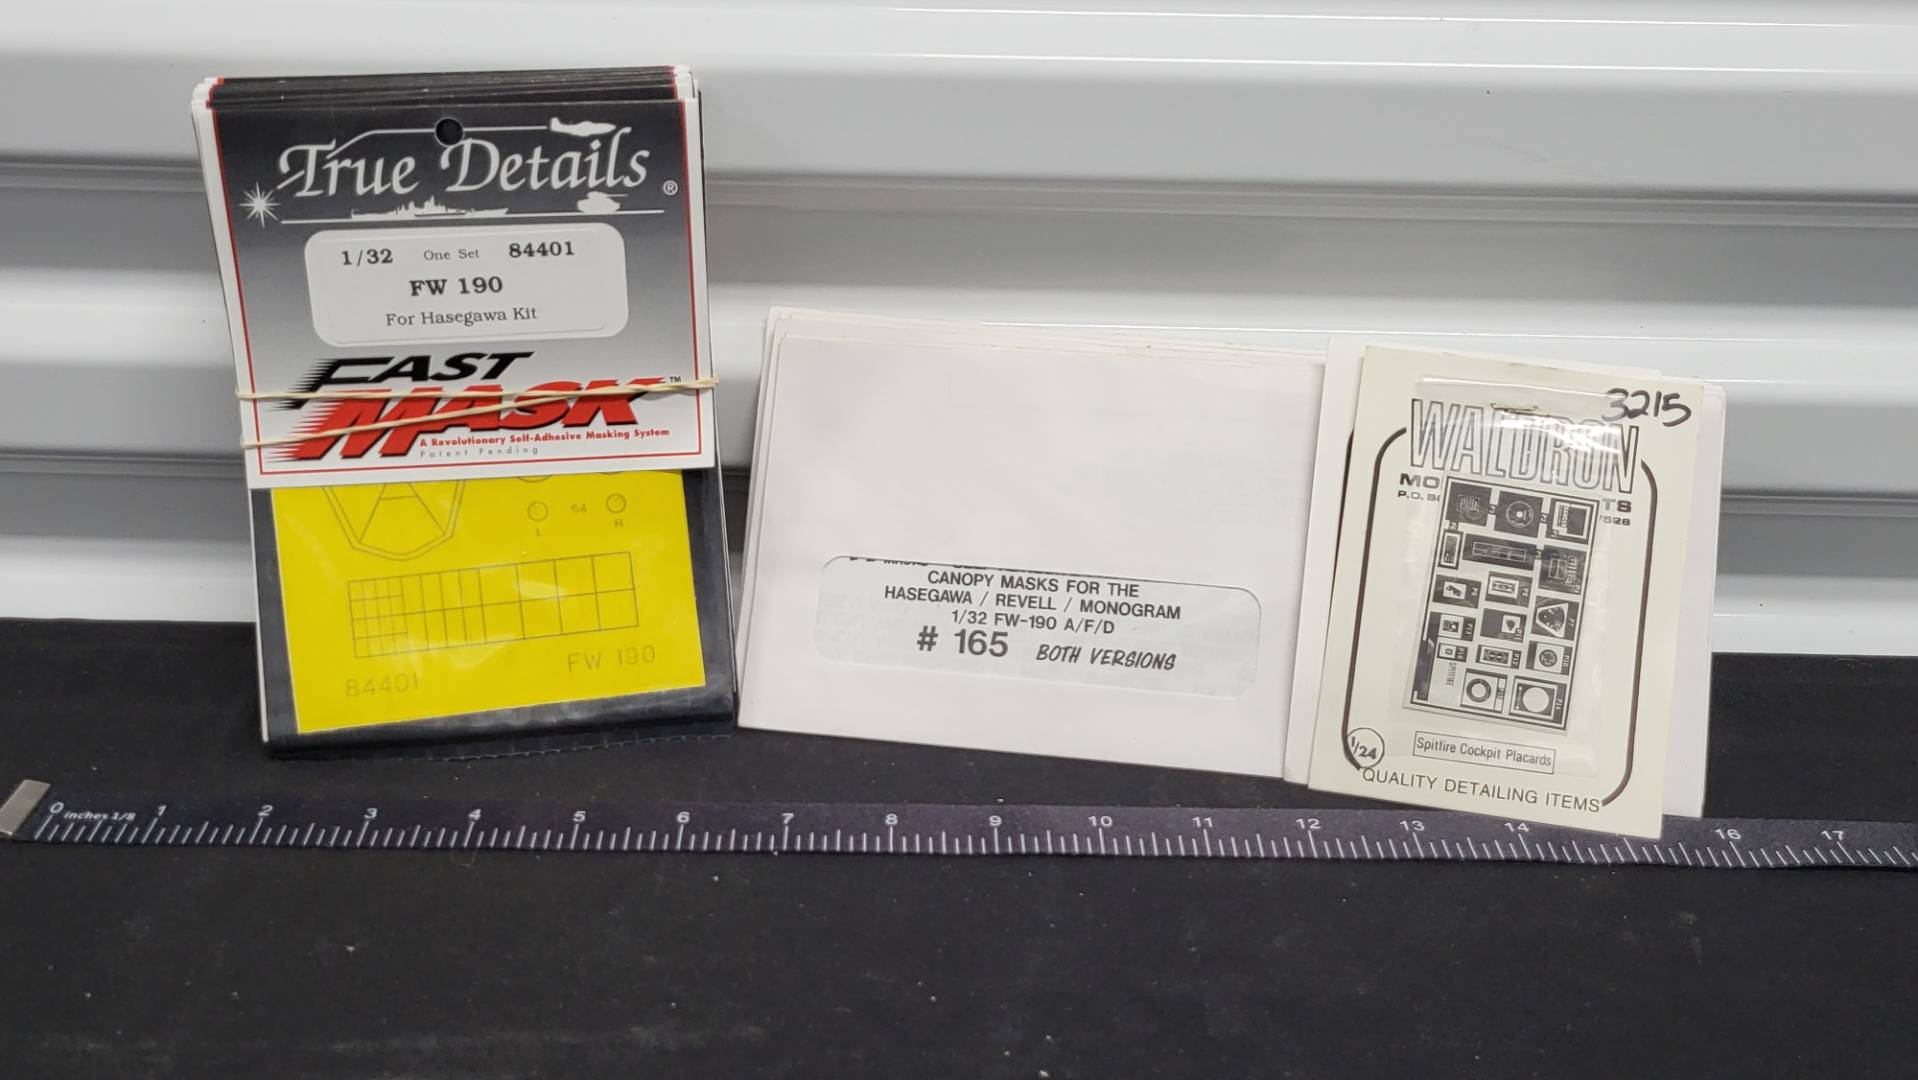 True Details ®
1/32 One Set 84401
FW 190
For Hasegawa Kit
FAST
MASK ™
A Revolutionary Self-Adhesive Masking System
Patent Pending
64
L R
FW 190
84401
CANOPY MASKS FOR THE
HASEGAWA / REVELL / MONOGRAM
1/32 FW-190 A/F/D
# 165 BOTH VERSIONS
3215
WALDRON
P.O.
SPITFIRE
1/24
Spitfire Cockpit Placards
QUALITY DETAILING ITEMS
0 inches 1/8 1 2 3 4 5 6 7 8 9 10 11 12 13 14 16 17